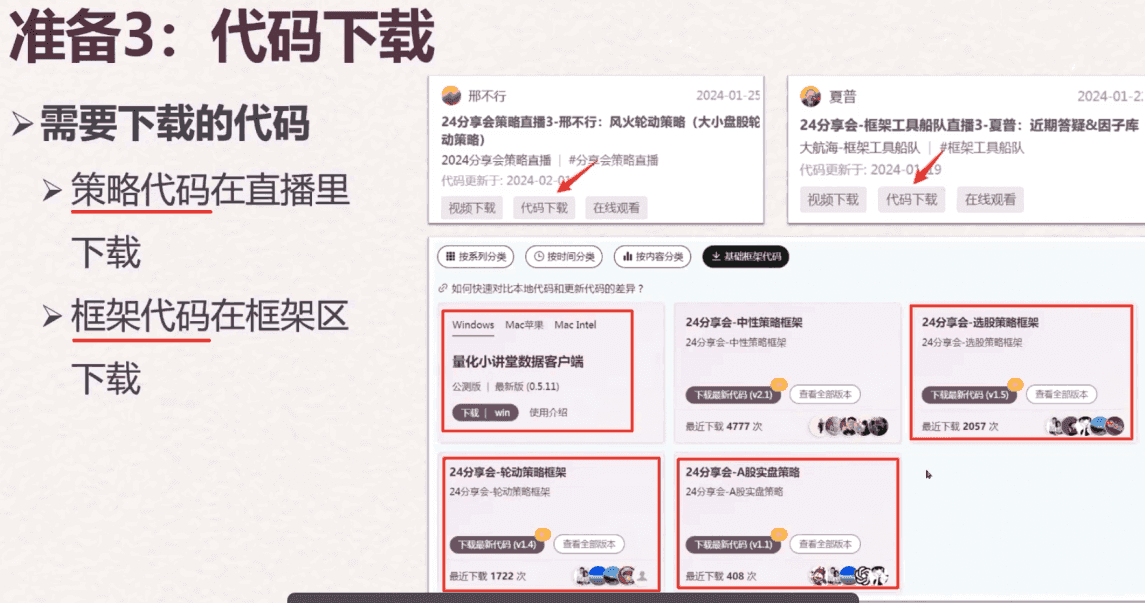 准备3：代码下载
需要下载的代码
策略代码在直播里
下载
框架代码在框架区
下载
邢不行
2024-01-25
24分享会策略直播3-邢不行：风火轮动策略（大小盘股轮
动策略）
2024分享会策略直播 | #分享会策略直播
代码更新于: 2024-02-01
视频下载 代码下载 在线观看
夏普
2024-01-2
24分享会-框架工具船队直播3-夏普：近期答疑&因子库
大航海-框架工具船队 | #框架工具船队
代码更新于: 2024-01-19
视频下载 代码下载 在线观看
按系列分类 按时间分类 按内容分类 基础框架代码
如何快速对比本地代码和更新代码的差异？
Windows Mac苹果 Mac Intel
量化小讲堂数据客户端
公测版 | 最新版 (0.5.11)
下载 | win 使用介绍
24分享会-中性策略框架
24分享会-中性策略框架
下载最新代码 (v2.1) 查看全部版本
最近下载 4777 次
24分享会-选股策略框架
24分享会-选股策略框架
下载最新代码 (v1.5) 查看全部版本
最近下载 2057 次
24分享会-轮动策略框架
24分享会-轮动策略框架
下载最新代码 (v1.4) 查看全部版本
最近下载 1722 次
24分享会-A股实盘策略
24分享会-A股实盘策略
下载最新代码 (v1.1) 查看全部版本
最近下载 408 次